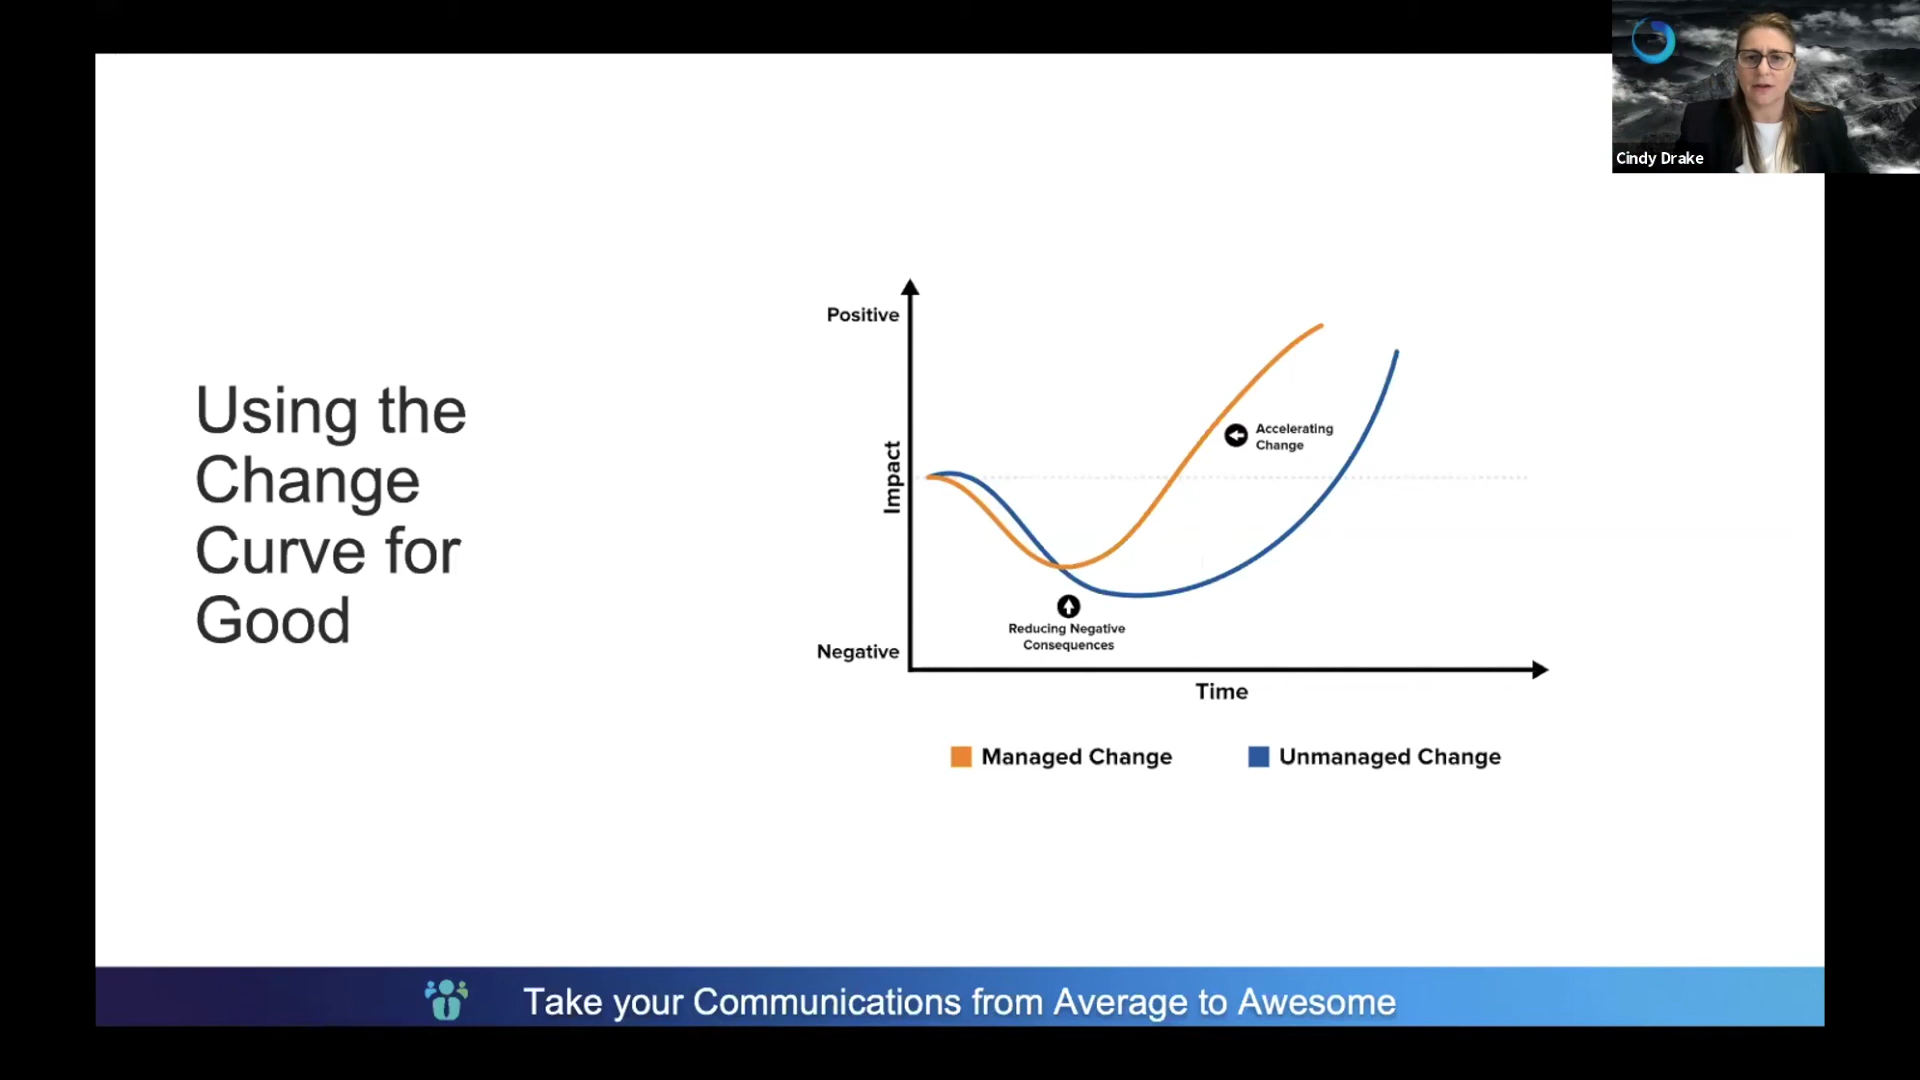 Cindy Drake
Using the
Change
Curve for
Good
Positive
Impact
Negative
Accelerating
Change
Reducing Negative
Consequences
Time
Managed Change
Unmanaged Change
Take your Communications from Average to Awesome